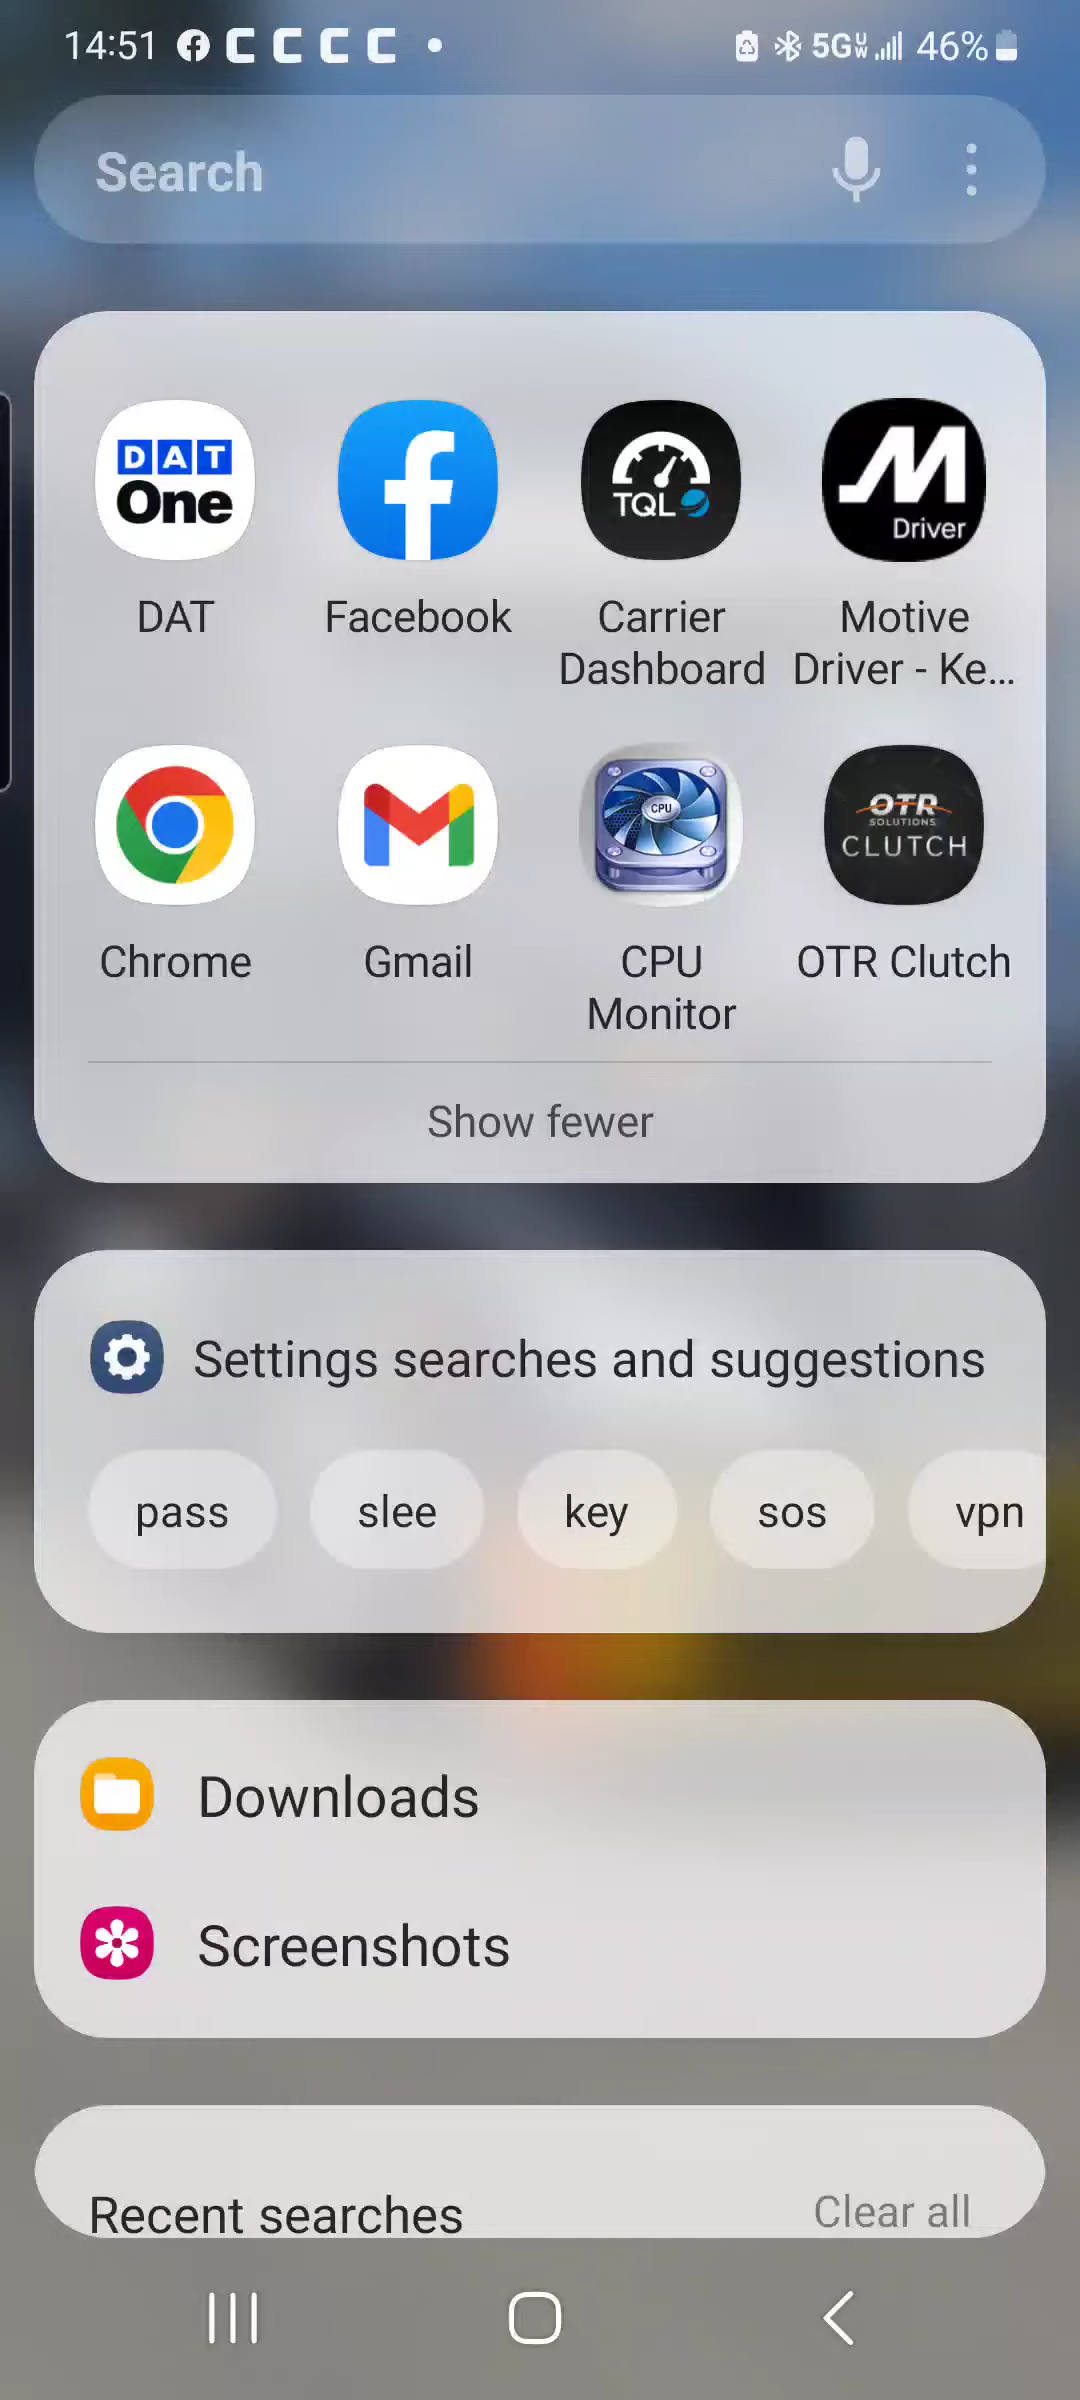 14:51 5G UW 46%
Search
DAT One TQL M Driver
DAT Facebook Carrier Dashboard Motive Driver - Ke...
CPU OTR SOLUTIONS CLUTCH
Chrome Gmail CPU Monitor OTR Clutch
Show fewer
Settings searches and suggestions
pass slee key sos vpn
Downloads
Screenshots
Recent searches Clear all